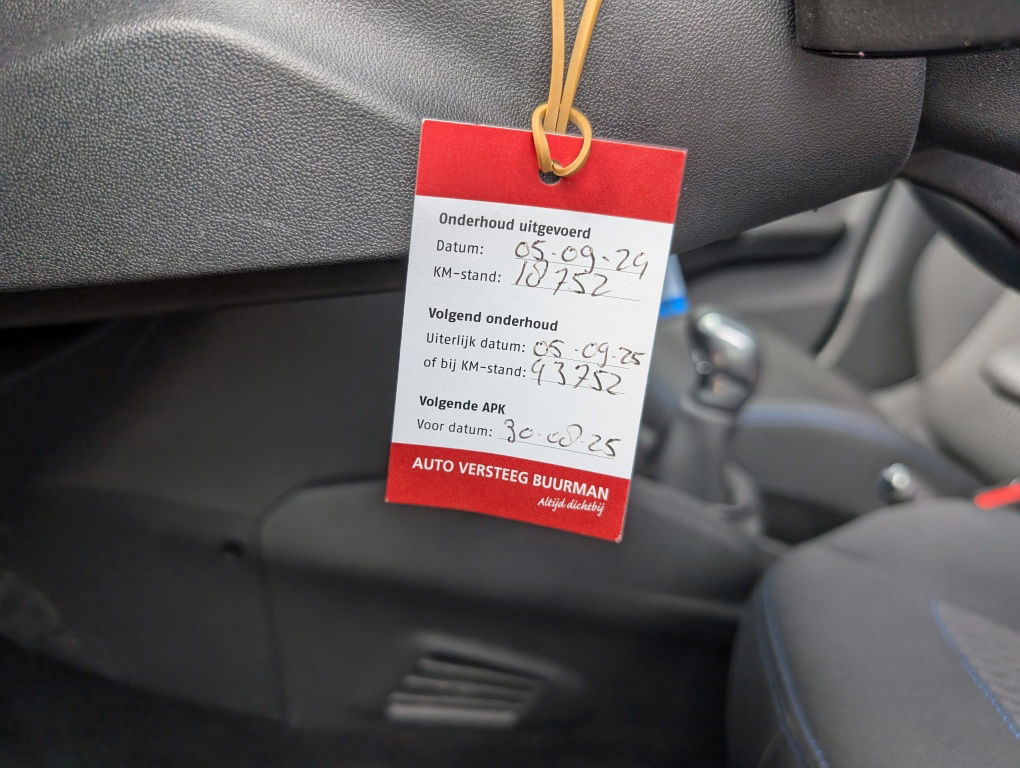 Onderhoud uitgevoerd
Datum: 05-09-24
KM-stand: 18752
Volgend onderhoud
Uiterlijk datum: 05-09-25
of bij KM-stand: 43752
Volgende APK
Voor datum: 30-08-25
AUTO VERSTEEG BUURMAN
Altijd dichtbij